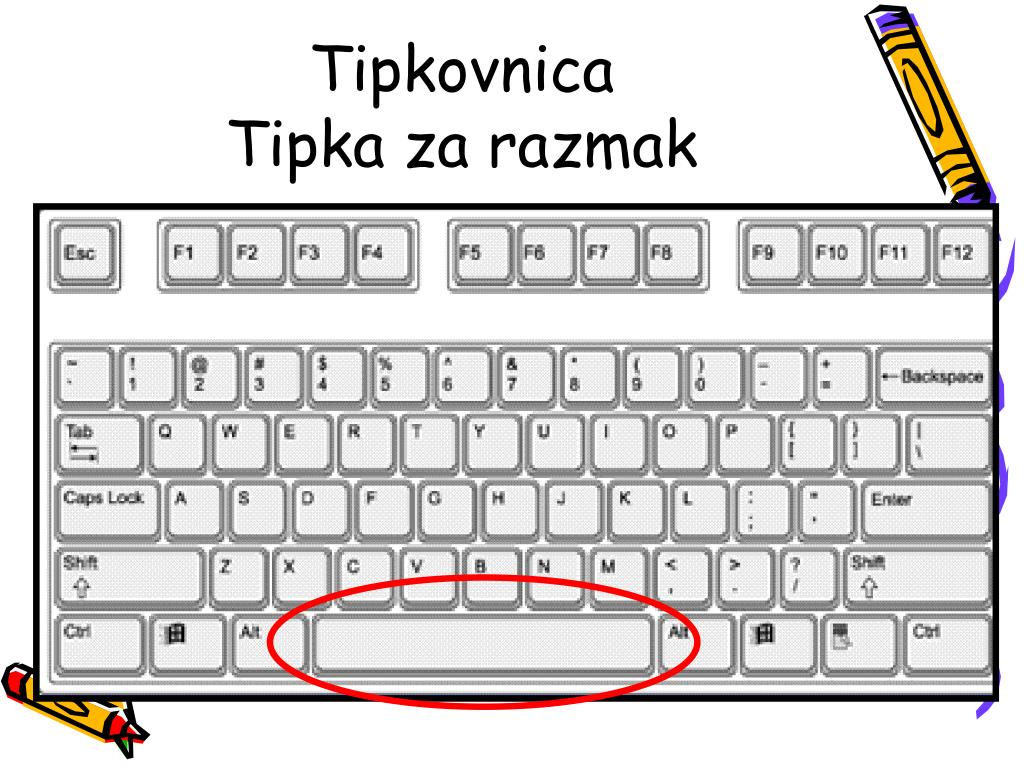 Tipkovnica
Tipka za razmak
Esc F1 F2 F3 F4 F5 F6 F7 F8 F9 F10 F11 F12
~ ! @ # $ % ^ & * ( ) _ +
` 1 2 3 4 5 6 7 8 9 0 - = ←Backspace
Tab Q W E R T Y U I O P { } |
[ ] \
Caps Lock A S D F G H J K L : " Enter
; '
Shift Z X C V B N M < > ? Shift
, . /
Ctrl Alt Alt Ctrl